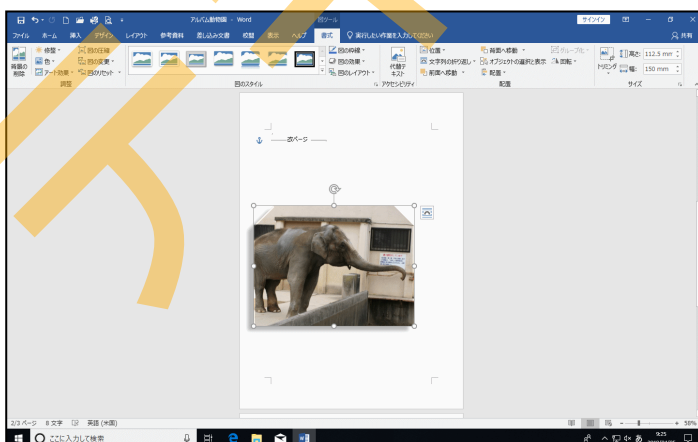 アルバム動物園 - Word
図ツール
サインイン
ファイル ホーム 挿入 デザイン レイアウト 参考資料 差し込み文書 校閲 表示 ヘルプ 書式 実行したい作業を入力してください
共有
背景の削除
修整
色
アート効果
図の圧縮
図の変更
図のリセット
調整
図のスタイル
図の枠線
図の効果
図のレイアウト
代替テキスト
アクセシビリティ
位置
文字列の折り返し
前面へ移動
背面へ移動
オブジェクトの選択と表示
配置
グループ化
回転
配置
トリミング
高さ: 112.5 mm
幅: 150 mm
サイズ
改ページ
2/3 ページ 8 文字 英語 (米国)
58%
ここに入力して検索
あ
9:25